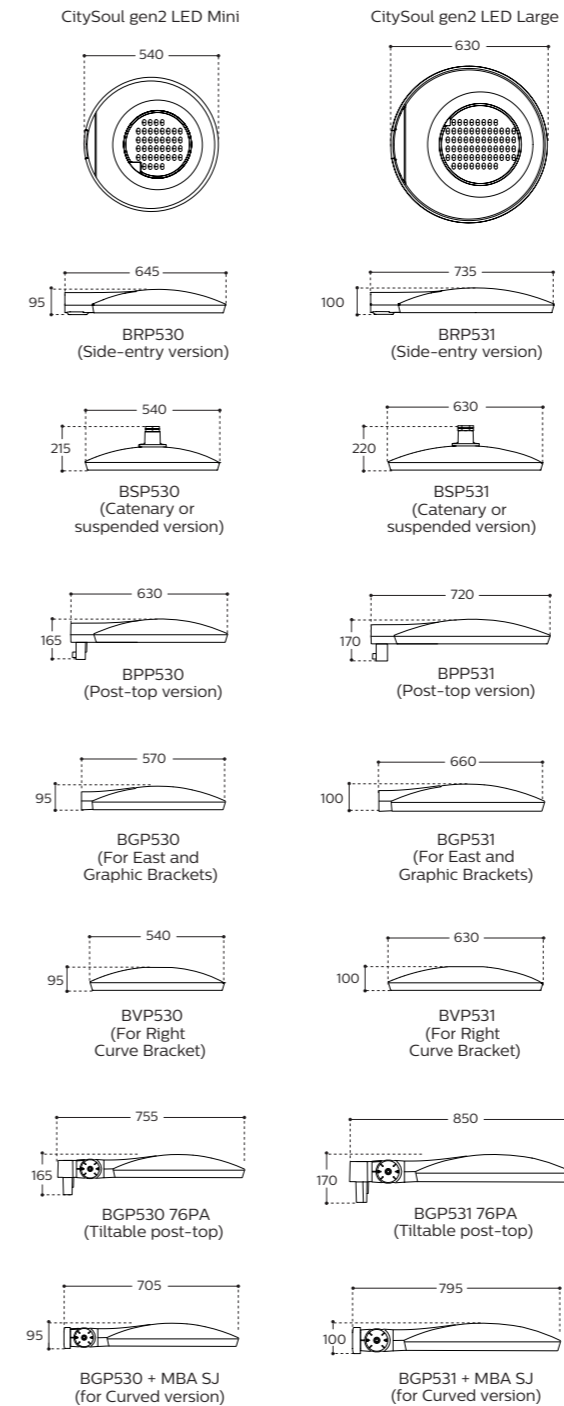 CitySoul gen2 LED Mini
CitySoul gen2 LED Large
540
630
645
95
BRP530
(Side-entry version)
735
100
BRP531
(Side-entry version)
540
215
BSP530
(Catenary or
suspended version)
630
220
BSP531
(Catenary or
suspended version)
630
165
BPP530
(Post-top version)
720
170
BPP531
(Post-top version)
570
95
BGP530
(For East and
Graphic Brackets)
660
100
BGP531
(For East and
Graphic Brackets)
540
95
BVP530
(For Right
Curve Bracket)
630
100
BVP531
(For Right
Curve Bracket)
755
165
BGP530 76PA
(Tiltable post-top)
850
170
BGP531 76PA
(Tiltable post-top)
705
95
BGP530 + MBA SJ
(for Curved version)
795
100
BGP531 + MBA SJ
(for Curved version)